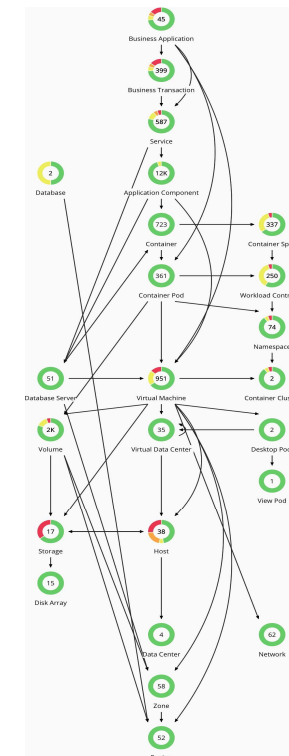 45
Business Application
399
Business Transaction
587
Service
2
12K
Database
Application Component
723
337
Container
Container Sp
361
250
Container Pod
Workload Contr
74
Namespace
51
951
2
Database Server
Virtual Machine
Container Clus
2K
35
2
Volume
Virtual Data Center
Desktop Poo
1
View Pod
17
38
Storage
Host
15
Disk Array
4
62
Data Center
Network
58
Zone
52